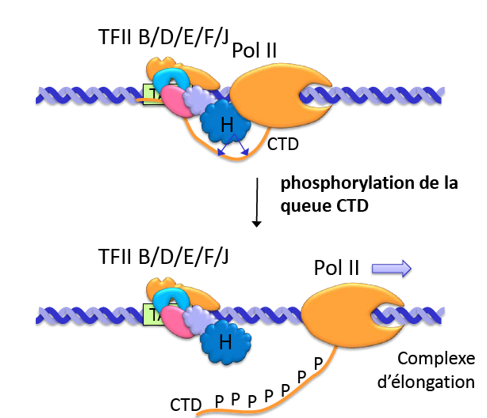 TFII B/D/E/F/J
Pol II
H
CTD
phosphorylation de la
queue CTD
TFII B/D/E/F/J
Pol II
H
P P P P P P P
CTD
Complexe
d'élongation